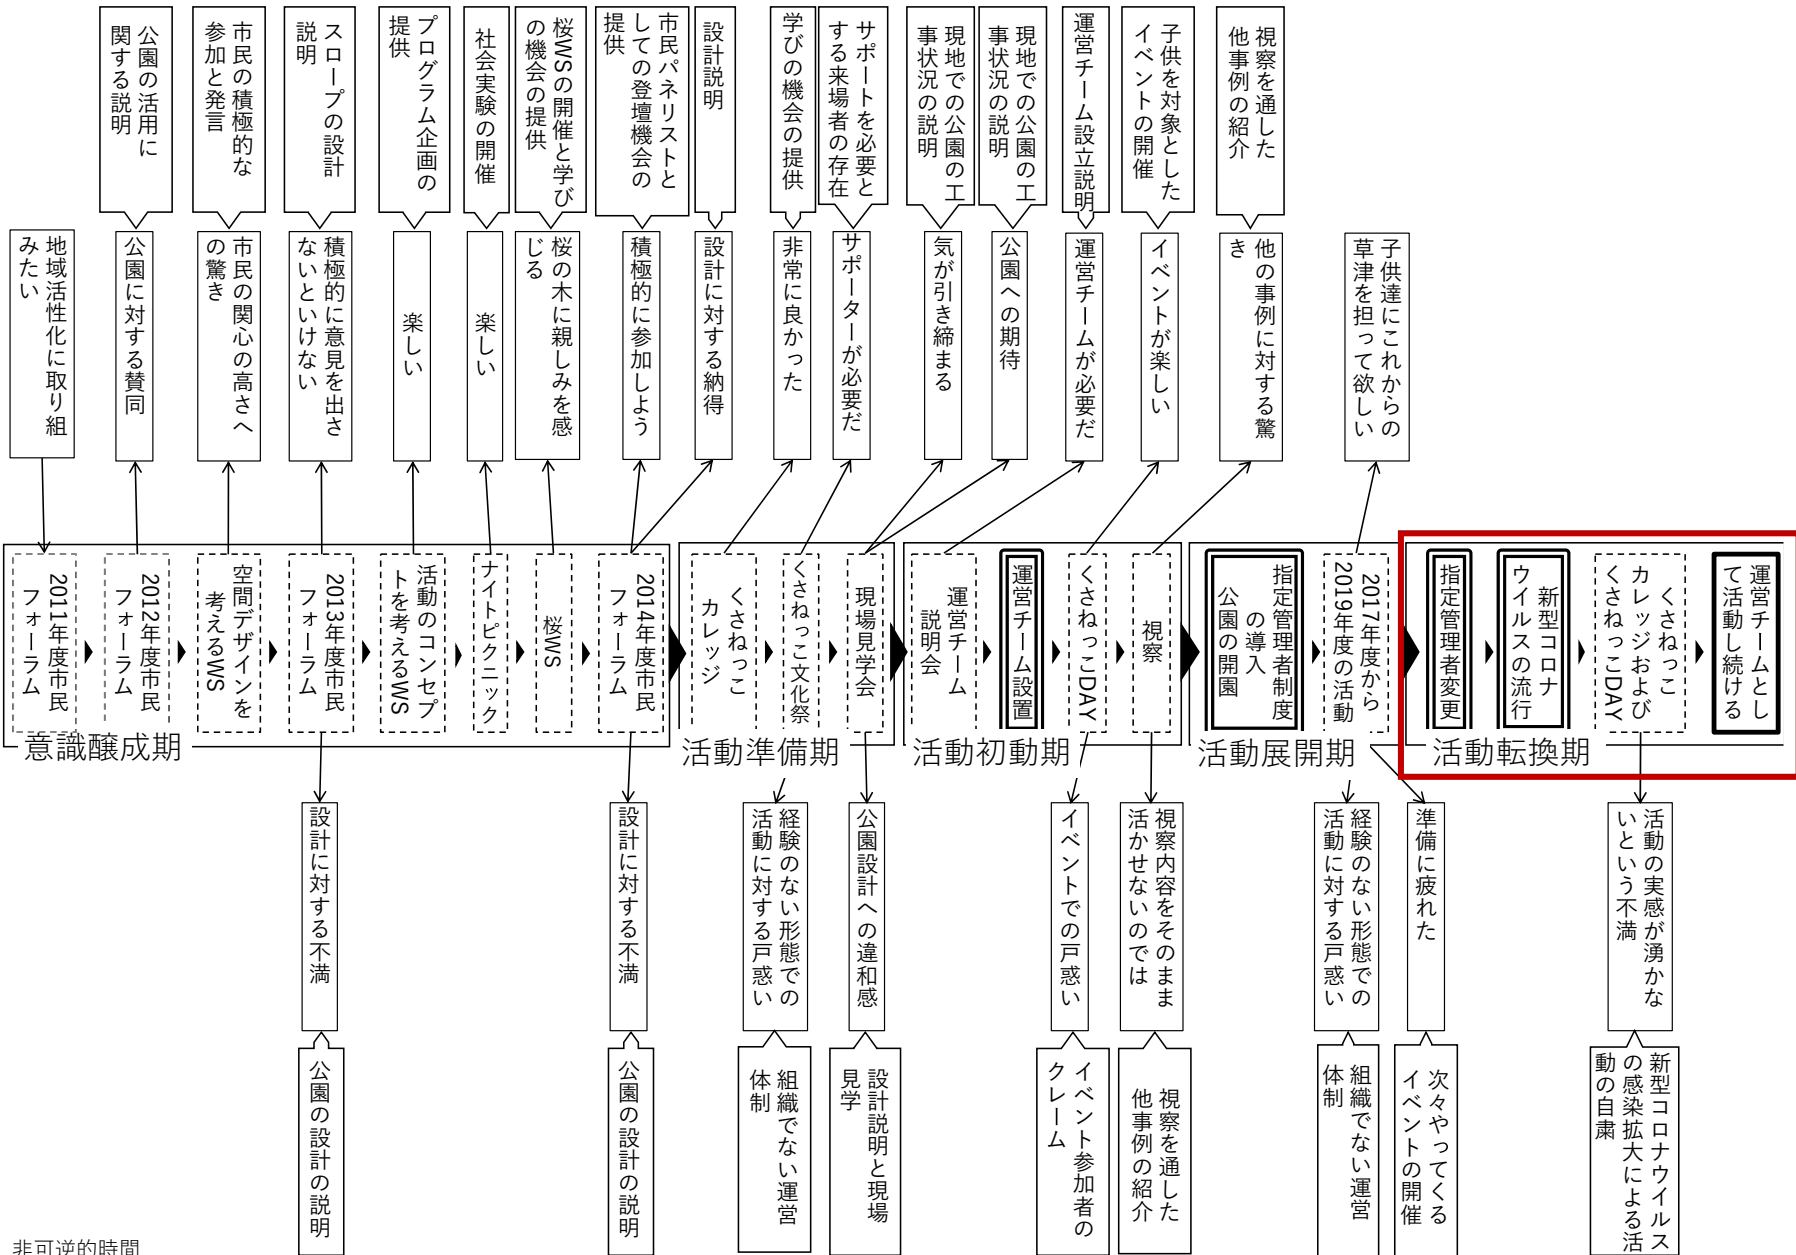 公園の活用に
関する説明
市民の積極的な
参加と発言
スロープの設計
説明
プログラム企画の
提供
社会実験の開催
桜WSの開催と学び
の機会の提供
市民パネリストと
しての登壇機会の
提供
設計説明
学びの機会の提供
サポートを必要と
する来場者の存在
現地での公園の工
事状況の説明
現地での公園の工
事状況の説明
運営チーム設立説明
子供を対象とした
イベントの開催
視察を通した
他事例の紹介
地域活性化に取り組
みたい
公園に対する賛同
市民の関心の高さへ
の驚き
積極的に意見を出さ
ないといけない
楽しい
楽しい
桜の木に親しみを感
じる
積極的に参加しよう
設計に対する納得
非常に良かった
サポーターが必要だ
気が引き締まる
公園への期待
運営チームが必要だ
イベントが楽しい
他の事例に対する驚
き
子供達にこれからの
草津を担って欲しい
2011年度市民
フォーラム
2012年度市民
フォーラム
空間デザインを
考えるWS
2013年度市民
フォーラム
活動のコンセプ
トを考えるWS
ナイトピクニック
桜WS
2014年度市民
フォーラム
くさねっこ
カレッジ
くさねっこ文化祭
現場見学会
運営チーム
説明会
運営チーム設置
くさねっこDAY
視察
指定管理者制度
の導入
公園の開園
2017年度から
2019年度の活動
指定管理者変更
新型コロナ
ウイルスの流行
くさねっこ
カレッジおよび
くさねっこDAY
運営チームとし
て活動し続ける
意識醸成期
活動準備期
活動初動期
活動展開期
活動転換期
設計に対する不満
設計に対する不満
経験のない形態での
活動に対する戸惑い
公園設計への違和感
イベントでの戸惑い
視察内容をそのまま
活かせないのでは
経験のない形態での
活動に対する戸惑い
準備に疲れた
活動の実感が湧かな
いという不満
公園の設計の説明
公園の設計の説明
組織でない運営
体制
設計説明と現場
見学
イベント参加者の
クレーム
視察を通した
他事例の紹介
組織でない運営
体制
次々やってくる
イベントの開催
新型コロナウイルス
の感染拡大による活
動の自粛
非可逆的時間